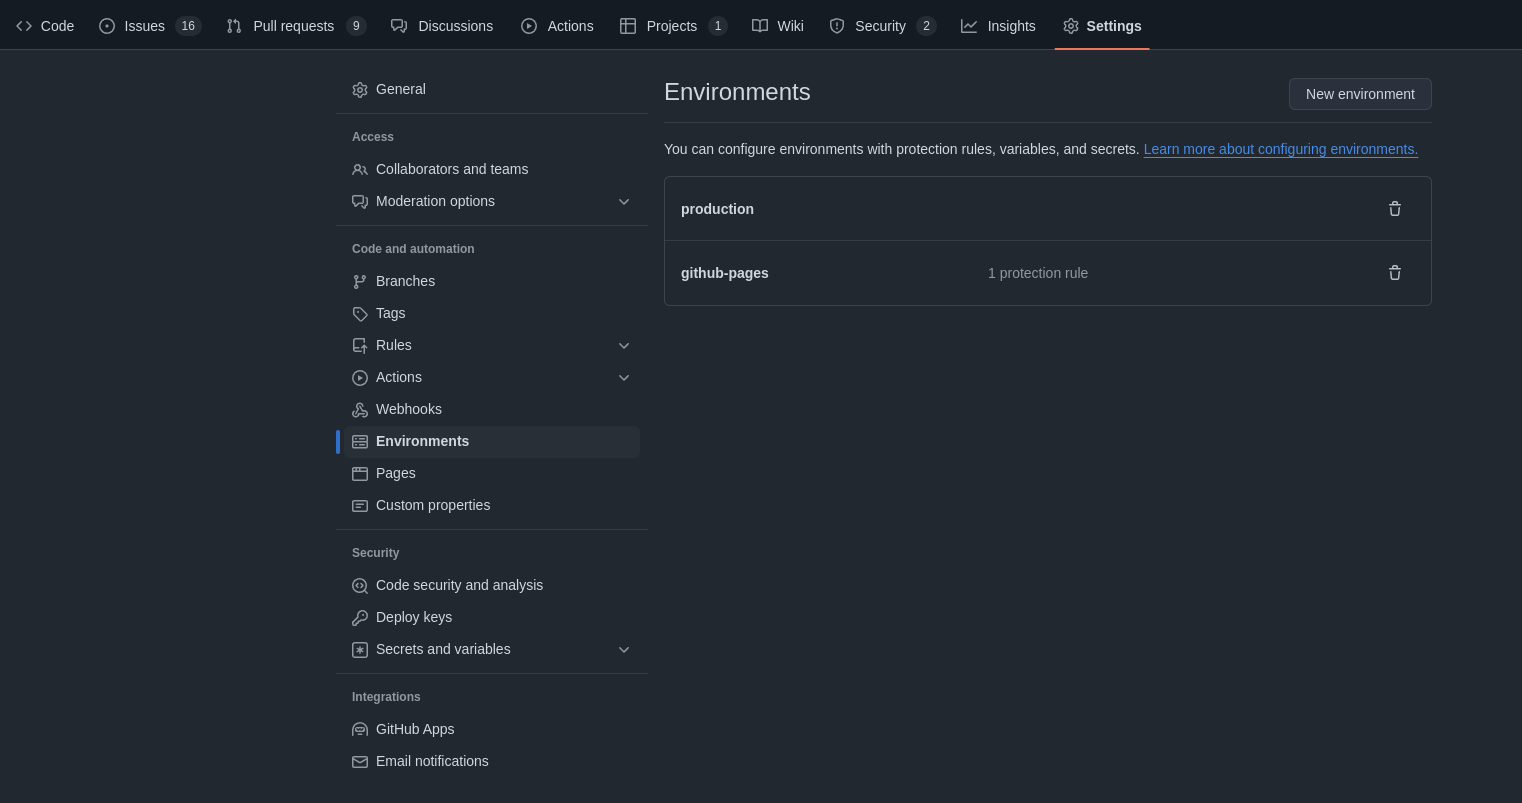 Code Issues 16 Pull requests 9 Discussions Actions Projects 1 Wiki Security 2 Insights Settings
General
Access
Collaborators and teams
Moderation options
Code and automation
Branches
Tags
Rules
Actions
Webhooks
Environments
Pages
Custom properties
Security
Code security and analysis
Deploy keys
Secrets and variables
Integrations
GitHub Apps
Email notifications
Environments
New environment
You can configure environments with protection rules, variables, and secrets. Learn more about configuring environments.
production
github-pages 1 protection rule